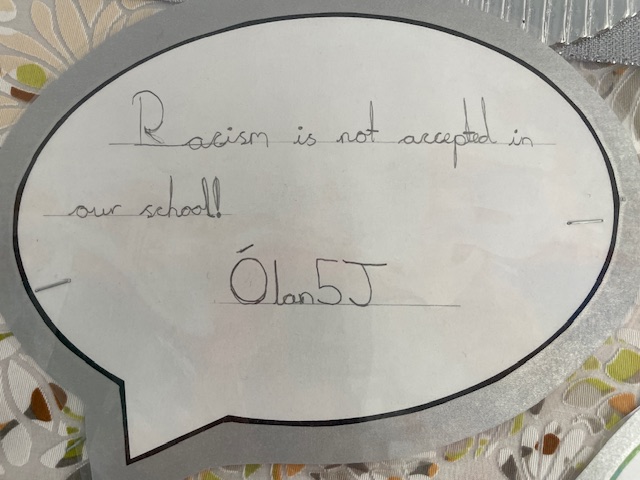 Racism is not accepted in
our school!
Ólan 5J